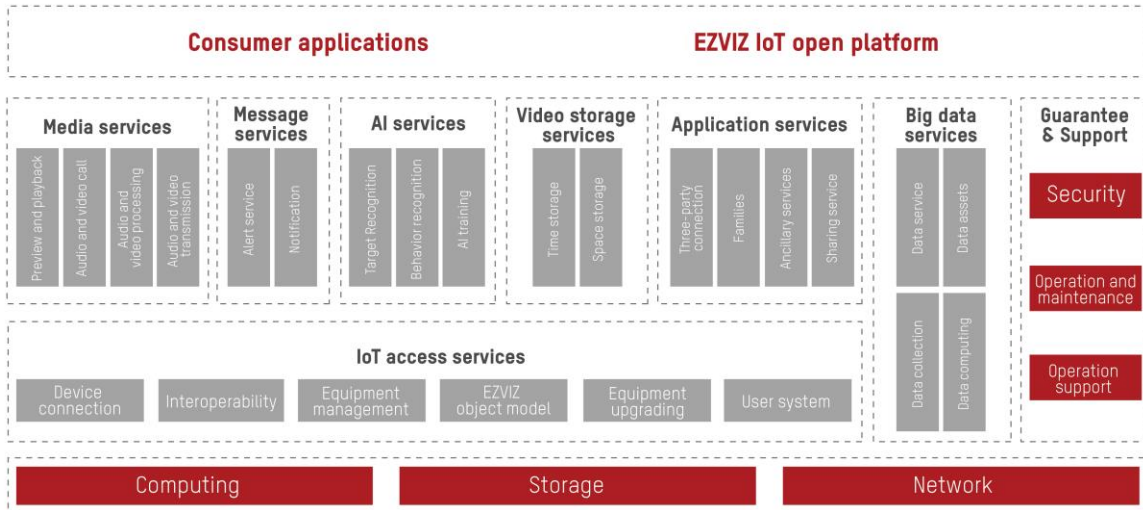 Consumer applications
EZVIZ IoT open platform
Media services
Preview and playback
Audio and video call
Audio and
video processing
Audio and video
transmission
Message
services
Alert service
Notification
AI services
Target Recognition
Behavior recognition
AI training
Video storage
services
Time storage
Space storage
Application services
Three-party
connection
Families
Ancillary services
Sharing service
Big data
services
Data service
Data assets
Data collection
Data computing
Guarantee
& Support
Security
Operation and
maintenance
Operation
support
IoT access services
Device
connection
Interoperability
Equipment
management
EZVIZ
object model
Equipment
upgrading
User system
Computing
Storage
Network